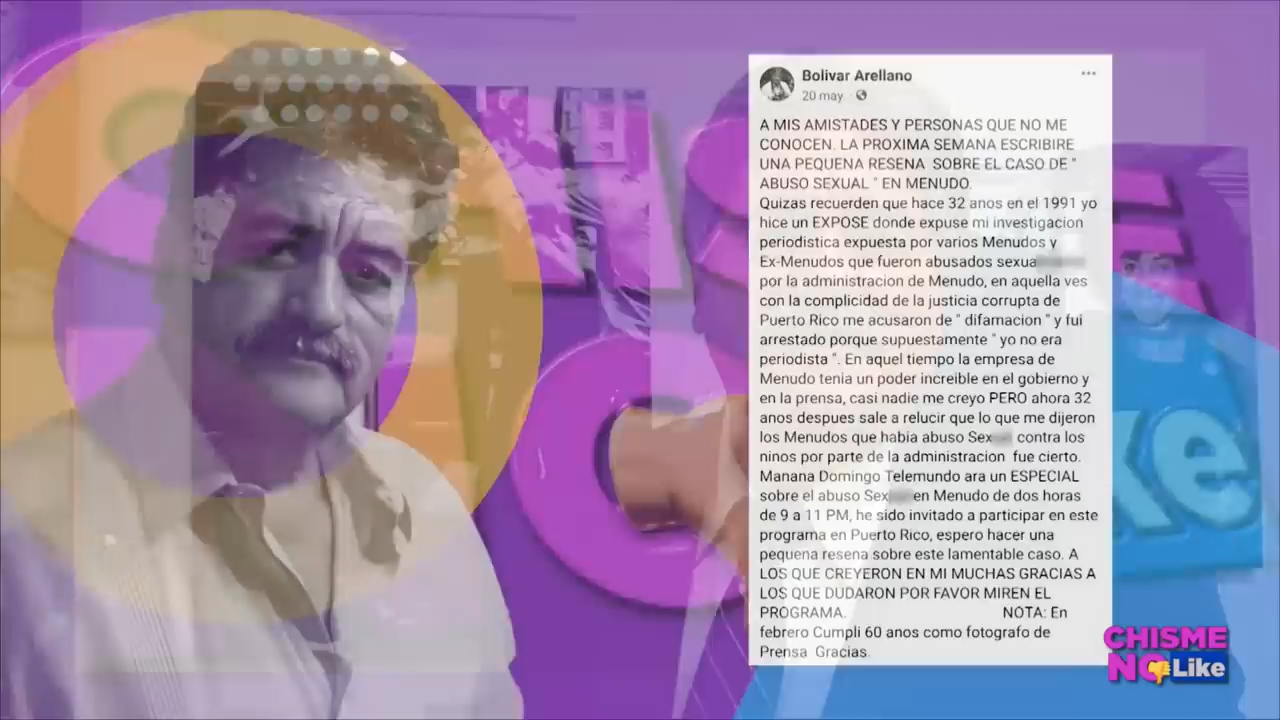 Bolivar Arellano
20 may
A MIS AMISTADES Y PERSONAS QUE NO ME
CONOCEN. LA PROXIMA SEMANA ESCRIBIRE
UNA PEQUENA RESENA SOBRE EL CASO DE "
ABUSO SEXUAL " EN MENUDO.
Quizas recuerden que hace 32 anos en el 1991 yo
hice un EXPOSE donde expuse mi investigacion
periodistica expuesta por varios Menudos y
Ex-Menudos que fueron abusados sexua
por la administracion de Menudo, en aquella ves
con la complicidad de la justicia corrupta de
Puerto Rico me acusaron de " difamacion " y fui
arrestado porque supuestamente " yo no era
periodista ". En aquel tiempo la empresa de
Menudo tenia un poder increible en el gobierno y
en la prensa, casi nadie me creyo PERO ahora 32
anos despues sale a relucir que lo que me dijeron
los Menudos que habia abuso Sex contra los
ninos por parte de la administracion fue cierto.
Manana Domingo Telemundo ara un ESPECIAL
sobre el abuso Sex en Menudo de dos horas
de 9 a 11 PM, he sido invitado a participar en este
programa en Puerto Rico, espero hacer una
pequena resena sobre este lamentable caso. A
LOS QUE CREYERON EN MI MUCHAS GRACIAS A
LOS QUE DUDARON POR FAVOR MIREN EL
PROGRAMA. NOTA: En
febrero Cumpli 60 anos como fotografo de
Prensa Gracias.
ke
CHISME
NO Like